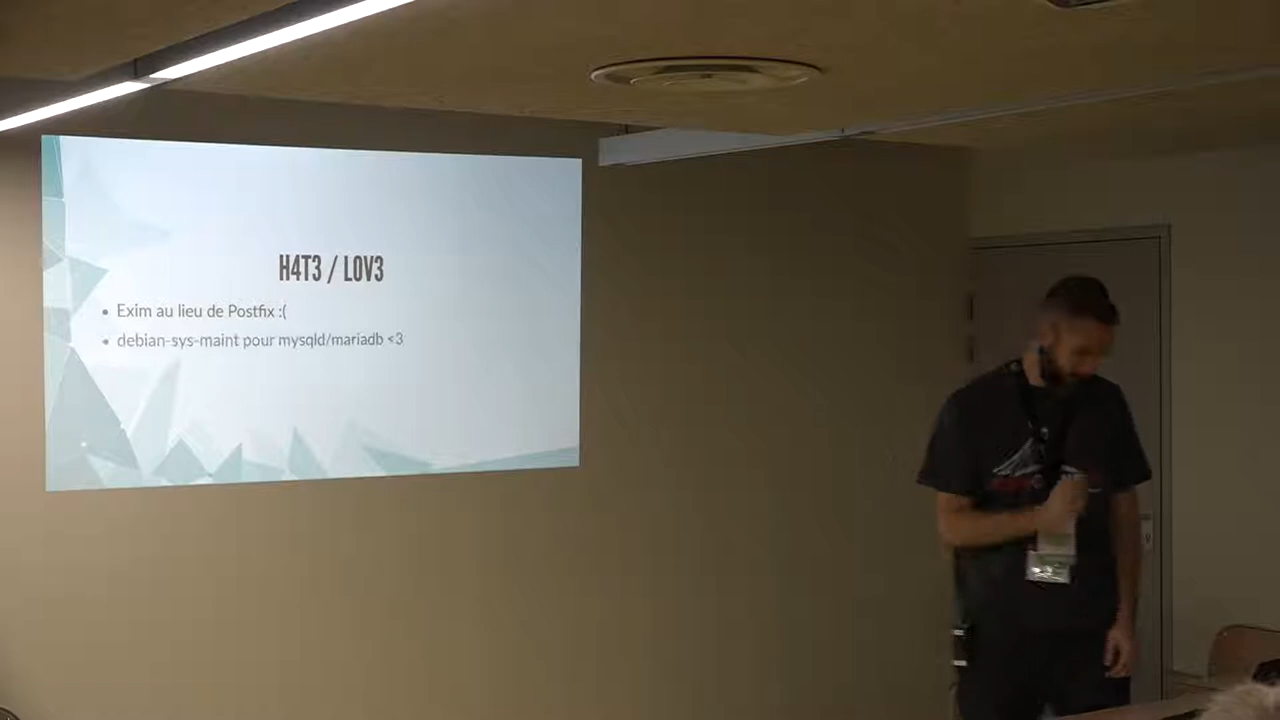 H4T3 / L0V3
Exim au lieu de Postfix :(
debian-sys-maint pour mysqld/mariadb <3